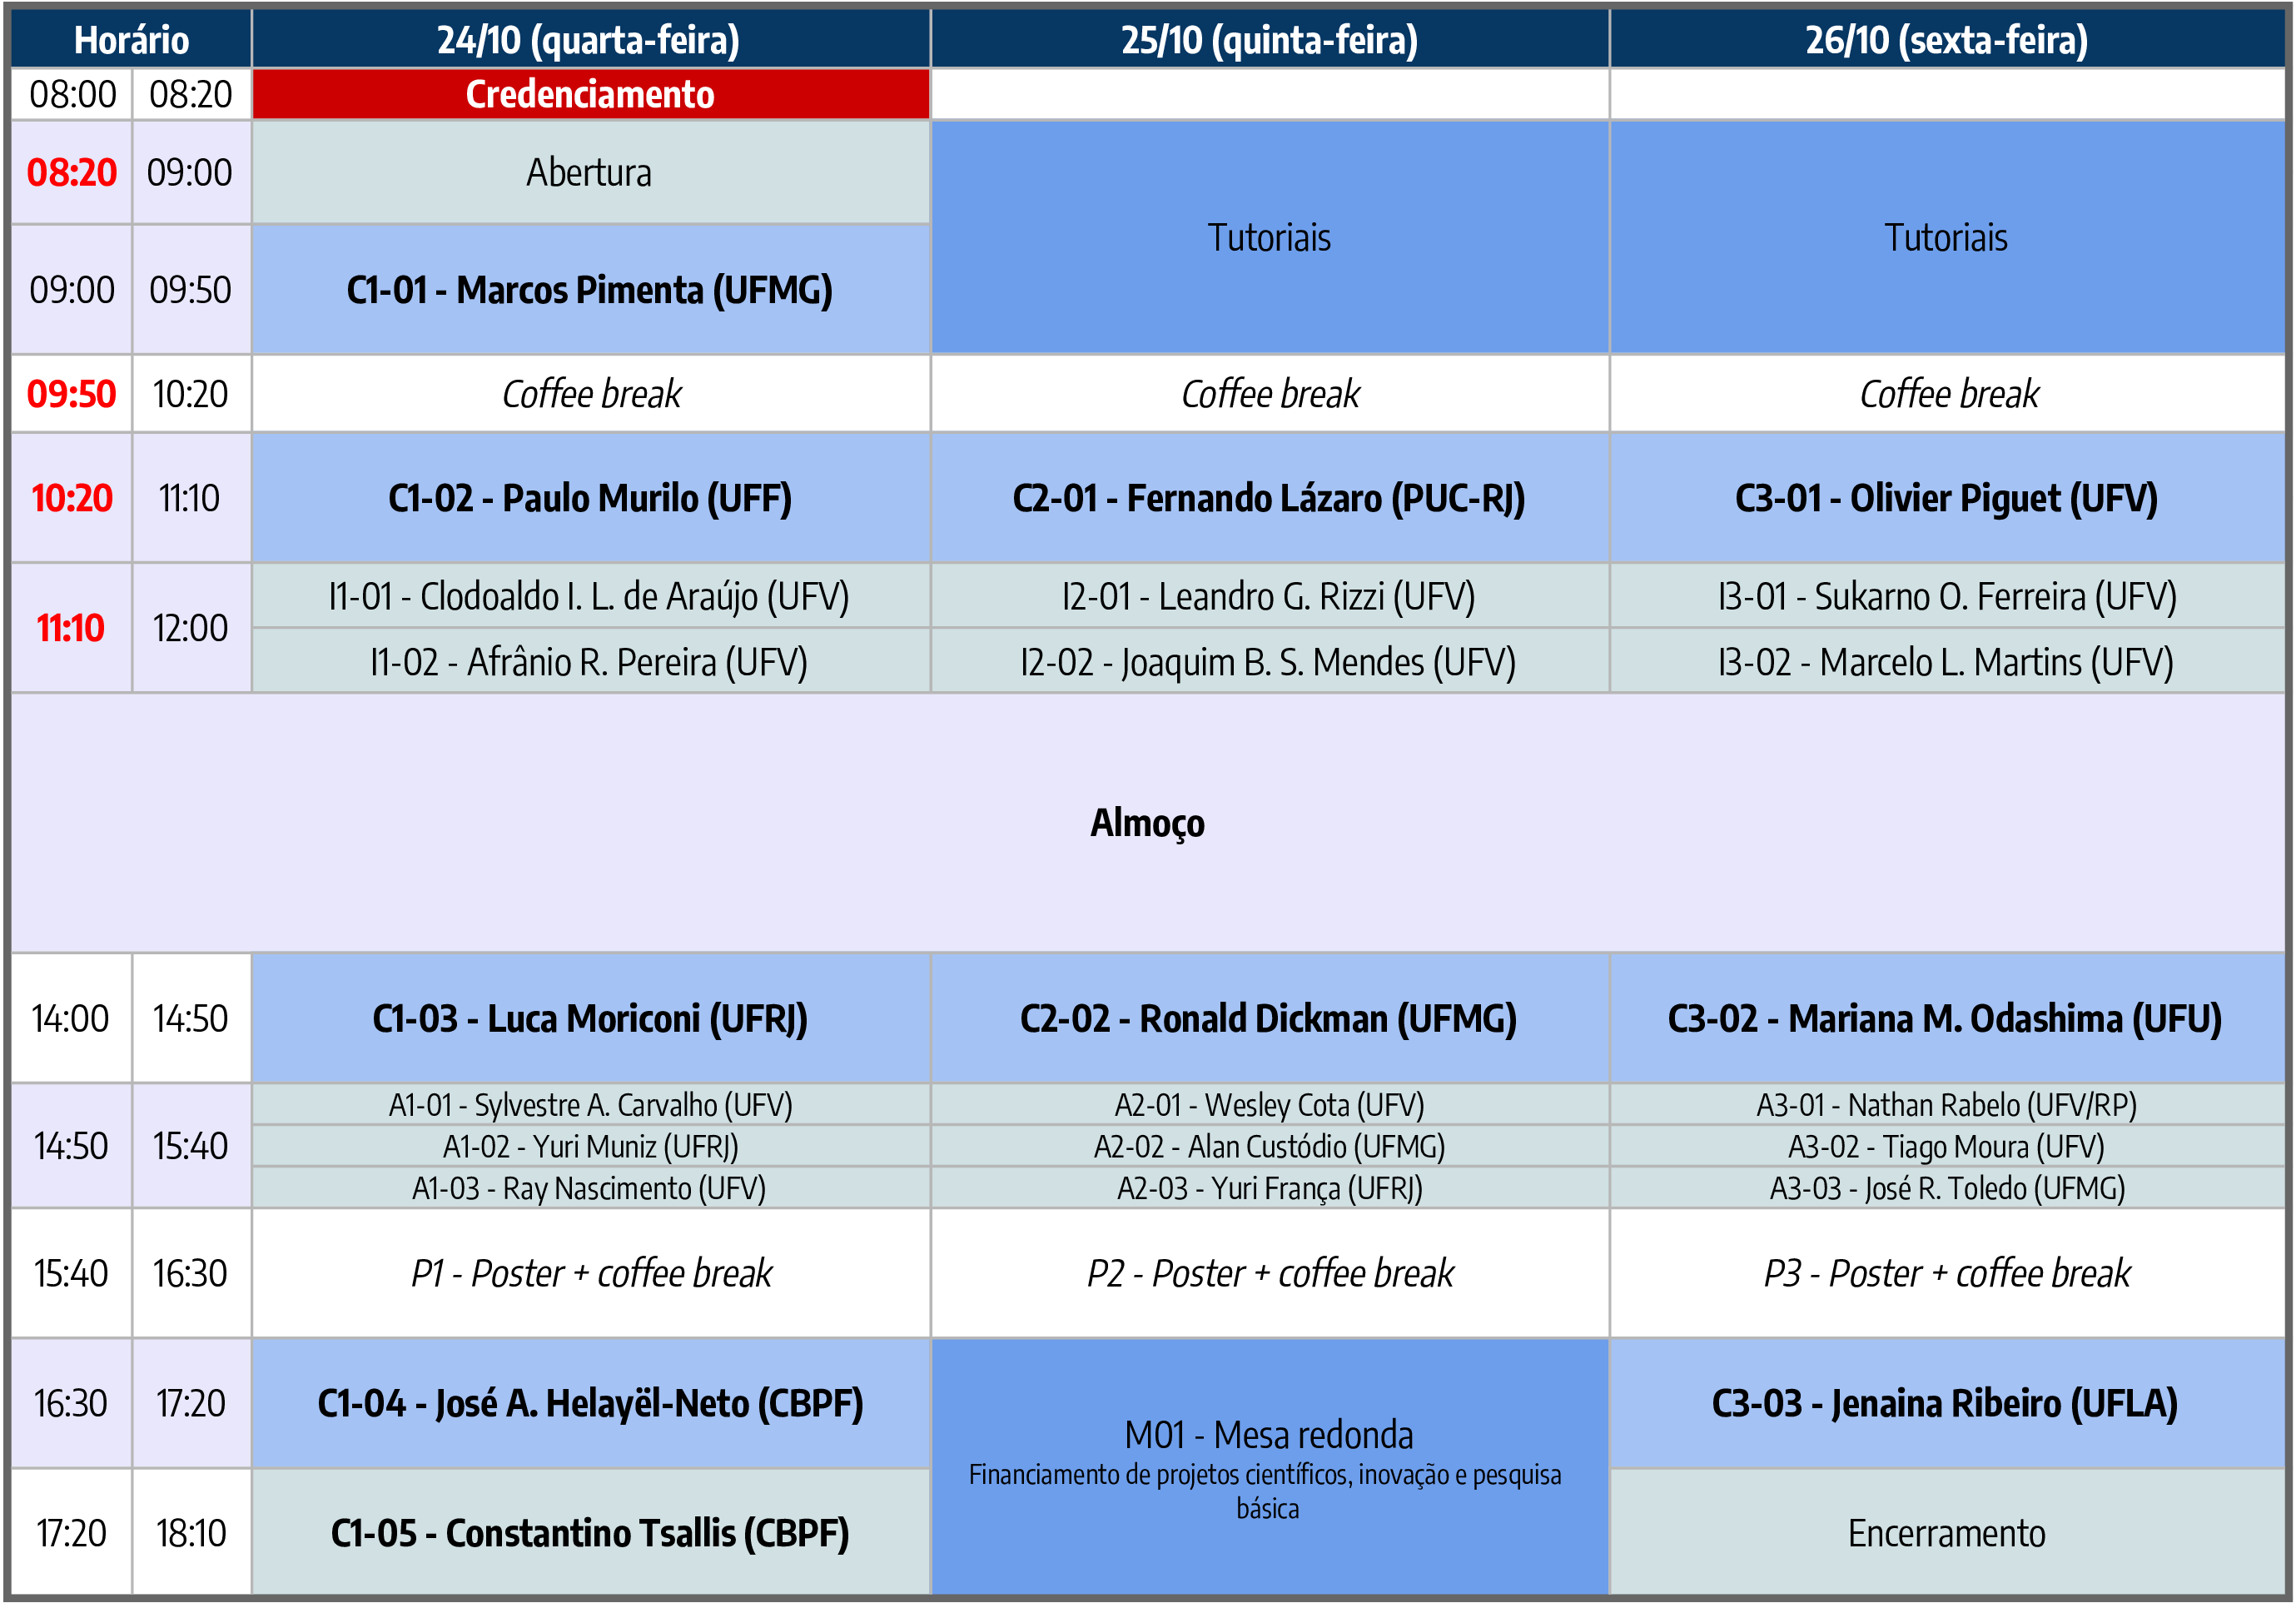 Horário 24/10 (quarta-feira) 25/10 (quinta-feira) 26/10 (sexta-feira)
08:00 08:20 Credenciamento
08:20 09:00 Abertura
Tutoriais Tutoriais
09:00 09:50 C1-01 - Marcos Pimenta (UFMG)
09:50 10:20 Coffee break Coffee break Coffee break
10:20 11:10 C1-02 - Paulo Murilo (UFF) C2-01 - Fernando Lázaro (PUC-RJ) C3-01 - Olivier Piguet (UFV)
11:10 12:00
I1-01 - Clodoaldo I. L. de Araújo (UFV) I2-01 - Leandro G. Rizzi (UFV) I3-01 - Sukarno O. Ferreira (UFV)
I1-02 - Afrânio R. Pereira (UFV) I2-02 - Joaquim B. S. Mendes (UFV) I3-02 - Marcelo L. Martins (UFV)
Almoço
14:00 14:50 C1-03 - Luca Moriconi (UFRJ) C2-02 - Ronald Dickman (UFMG) C3-02 - Mariana M. Odashima (UFU)
14:50 15:40
A1-01 - Sylvestre A. Carvalho (UFV) A2-01 - Wesley Cota (UFV) A3-01 - Nathan Rabelo (UFV/RP)
A1-02 - Yuri Muniz (UFRJ) A2-02 - Alan Custódio (UFMG) A3-02 - Tiago Moura (UFV)
A1-03 - Ray Nascimento (UFV) A2-03 - Yuri França (UFRJ) A3-03 - José R. Toledo (UFMG)
15:40 16:30 P1 - Poster + coffee break P2 - Poster + coffee break P3 - Poster + coffee break
16:30 17:20 C1-04 - José A. Helayël-Neto (CBPF) C3-03 - Jenaina Ribeiro (UFLA)
M01 - Mesa redonda
Financiamento de projetos científicos, inovação e pesquisa
básica
17:20 18:10 C1-05 - Constantino Tsallis (CBPF) Encerramento